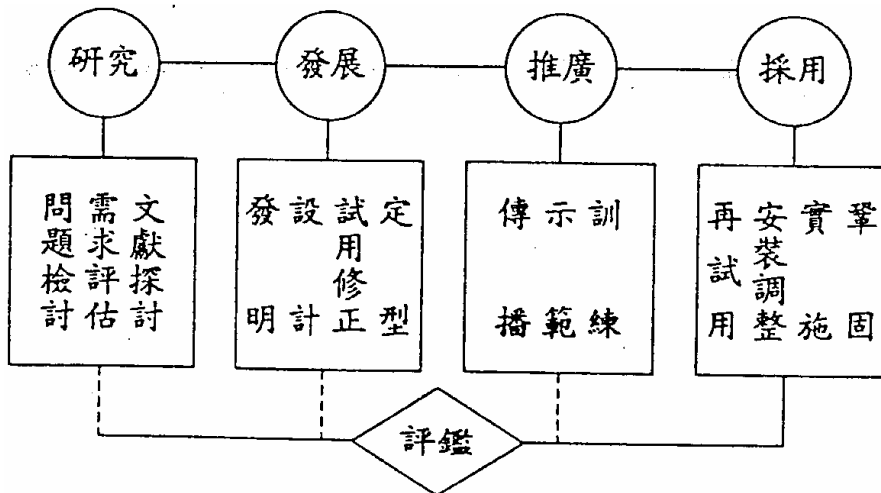 研究
發展
推廣
採用
問題檢討
需求評估
文獻探討
發明
設計
試用修正
定型
傳播
示範
訓練
再試用
安裝調整
實施
鞏固
評鑑